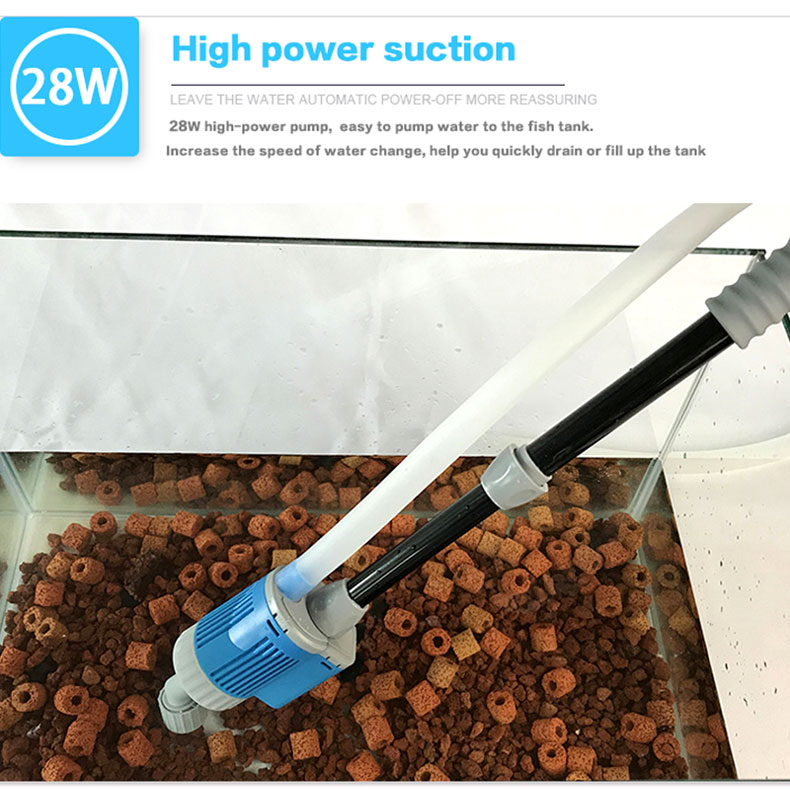 28W
High power suction
LEAVE THE WATER AUTOMATIC POWER-OFF MORE REASSURING
28W high-power pump, easy to pump water to the fish tank.
Increase the speed of water change, help you quickly drain or fill up the tank